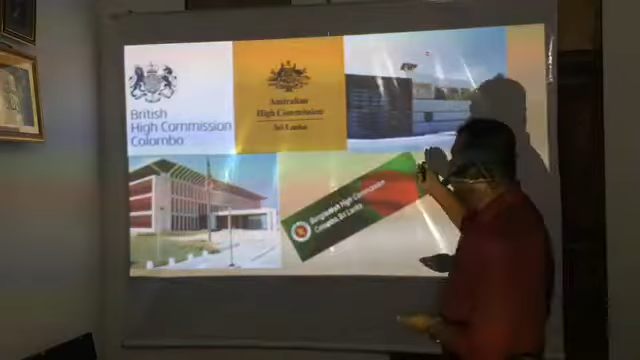 British
High Commission
Colombo
Australian
High Commission
Sri Lanka
Bangladesh High Commission
Colombo, Sri Lanka